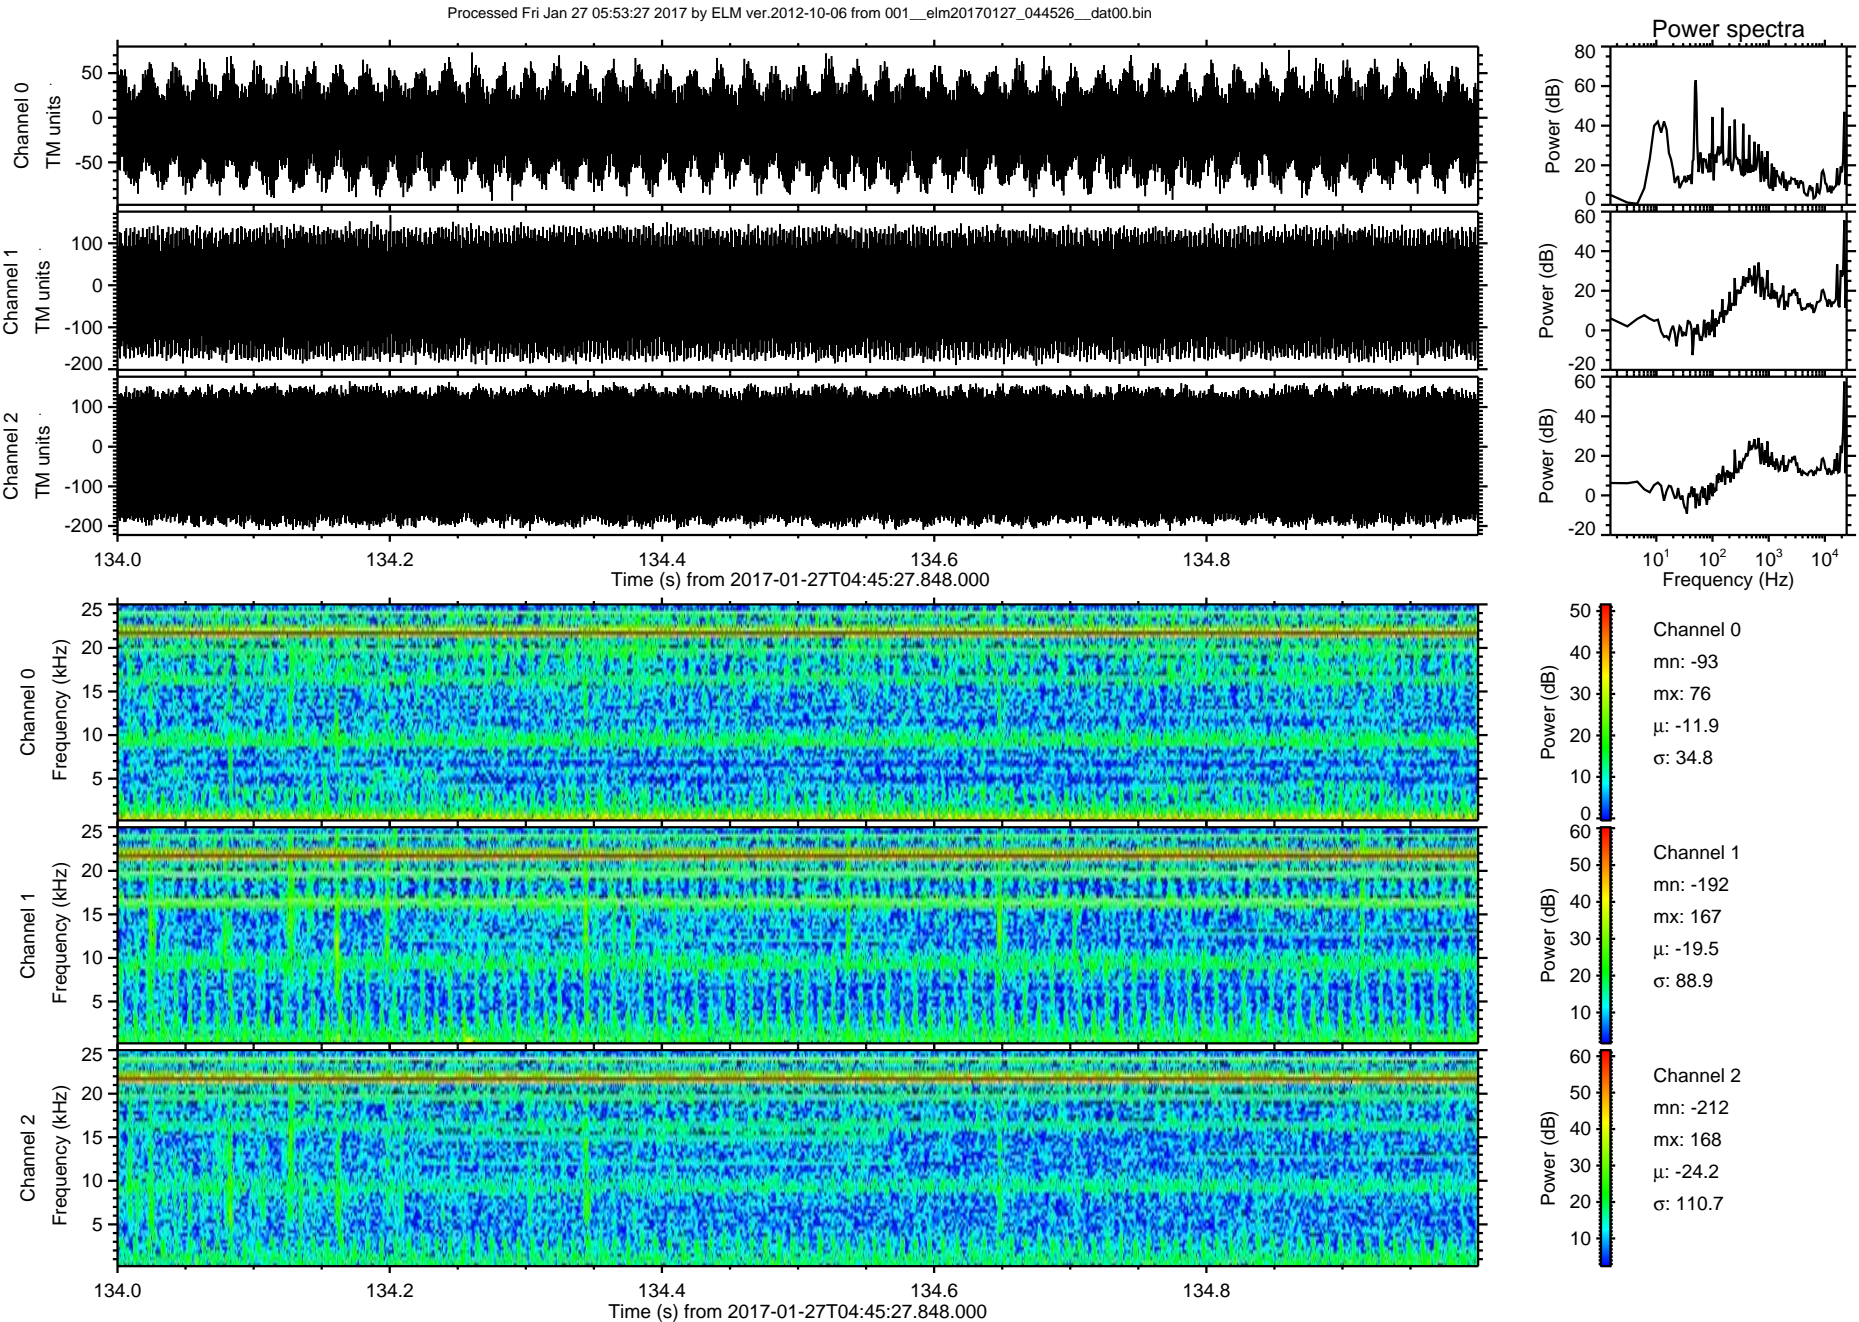 Processed Fri Jan 27 05:53:27 2017 by ELM ver.2012-10-06 from 001__elm20170127_044526__dat00.bin
Power spectra
Channel 0
TM units
50
0
-50
Power (dB)
80
60
40
20
0
Channel 1
TM units
100
0
-100
-200
Power (dB)
60
40
20
0
-20
Channel 2
TM units
100
0
-100
-200
Power (dB)
60
40
20
0
-20
134.0 134.2 134.4 134.6 134.8
Time (s) from 2017-01-27T04:45:27.848.000
10^1 10^2 10^3 10^4
Frequency (Hz)
Channel 0
Frequency (kHz)
25
20
15
10
5
Power (dB)
50
40
30
20
10
0
Channel 0
mn: -93
mx: 76
μ: -11.9
σ: 34.8
Channel 1
Frequency (kHz)
25
20
15
10
5
Power (dB)
60
50
40
30
20
10
Channel 1
mn: -192
mx: 167
μ: -19.5
σ: 88.9
Channel 2
Frequency (kHz)
25
20
15
10
5
Power (dB)
60
50
40
30
20
10
Channel 2
mn: -212
mx: 168
μ: -24.2
σ: 110.7
134.0 134.2 134.4 134.6 134.8
Time (s) from 2017-01-27T04:45:27.848.000